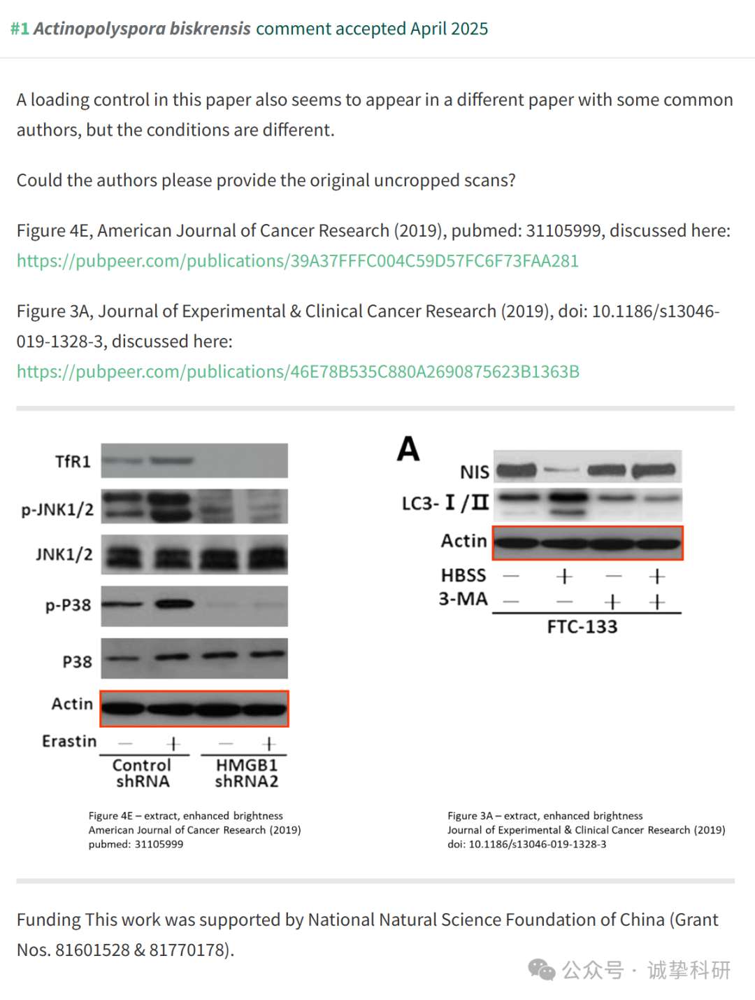 #1 Actinopolyspora biskrensis comment accepted April 2025
A loading control in this paper also seems to appear in a different paper with some common
authors, but the conditions are different.
Could the authors please provide the original uncropped scans?
Figure 4E, American Journal of Cancer Research (2019), pubmed: 31105999, discussed here:
https://pubpeer.com/publications/39A37FFFC004C59D57FC6F73FAA281
Figure 3A, Journal of Experimental & Clinical Cancer Research (2019), doi: 10.1186/s13046-
019-1328-3, discussed here:
https://pubpeer.com/publications/46E78B535C880A2690875623B1363B
TfR1
p-JNK1/2
JNK1/2
p-P38
P38
Actin
Erastin − + − +
Control shRNA HMGB1 shRNA2
Figure 4E – extract, enhanced brightness
American Journal of Cancer Research (2019)
pubmed: 31105999
A
NIS
LC3-Ⅰ/Ⅱ
Actin
HBSS − + − +
3-MA − − + +
FTC-133
Figure 3A – extract, enhanced brightness
Journal of Experimental & Clinical Cancer Research (2019)
doi: 10.1186/s13046-019-1328-3
Funding This work was supported by National Natural Science Foundation of China (Grant
Nos. 81601528 & 81770178).
公众号 · 诚挚科研